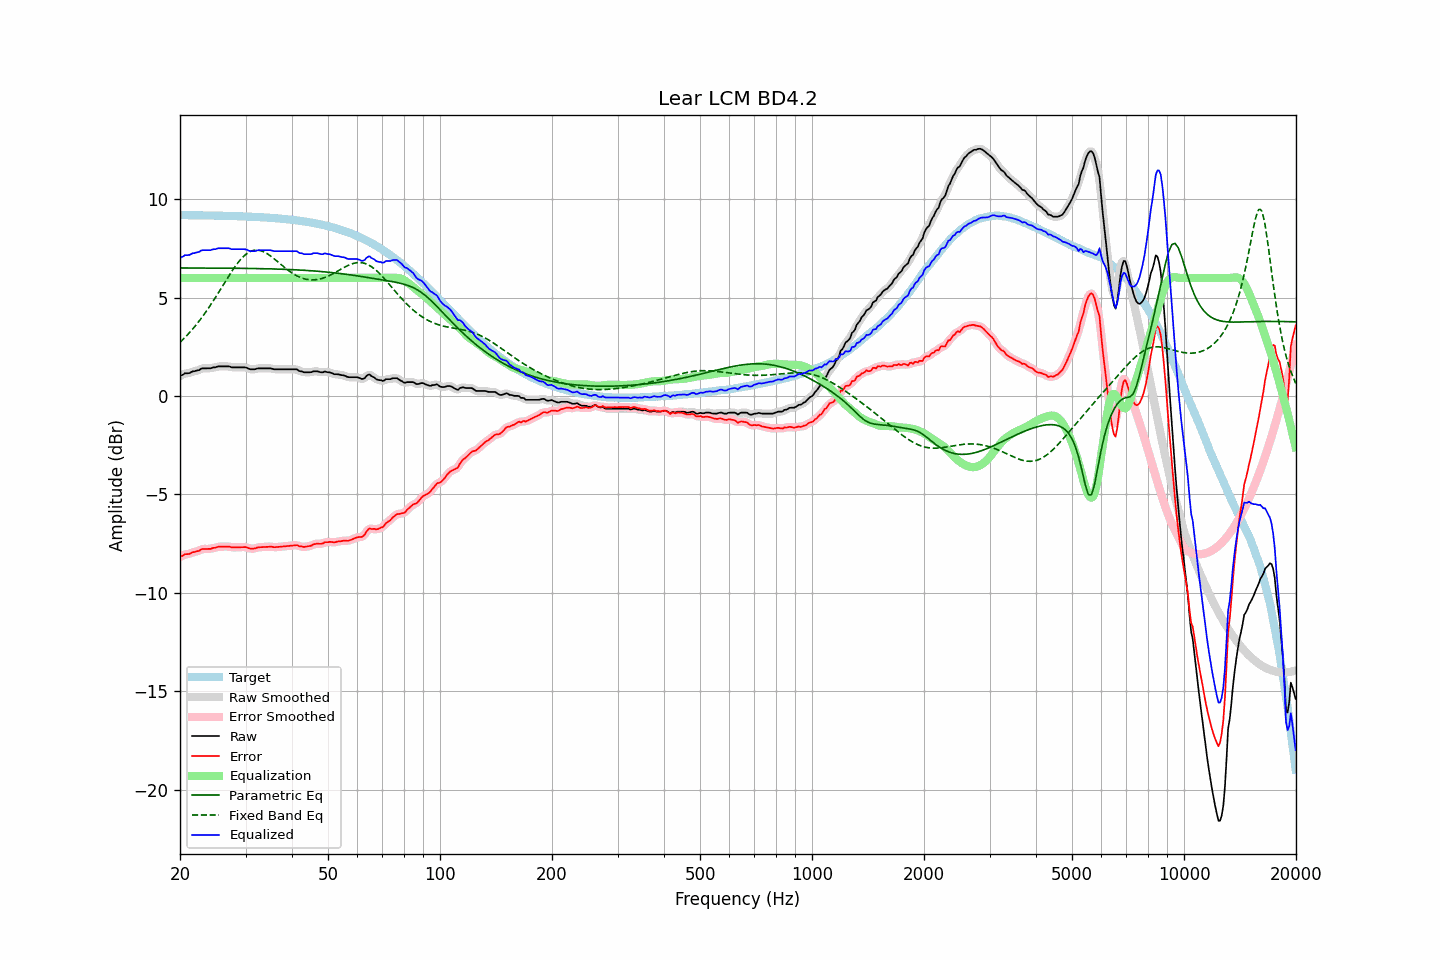 Lear LCM BD4.2
Amplitude (dBr)
10
5
0
−5
−10
−15
−20
Target
Raw Smoothed
Error Smoothed
Raw
Error
Equalization
Parametric Eq
Fixed Band Eq
Equalized
20 50 100 200 500 1000 2000 5000 10000 20000
Frequency (Hz)